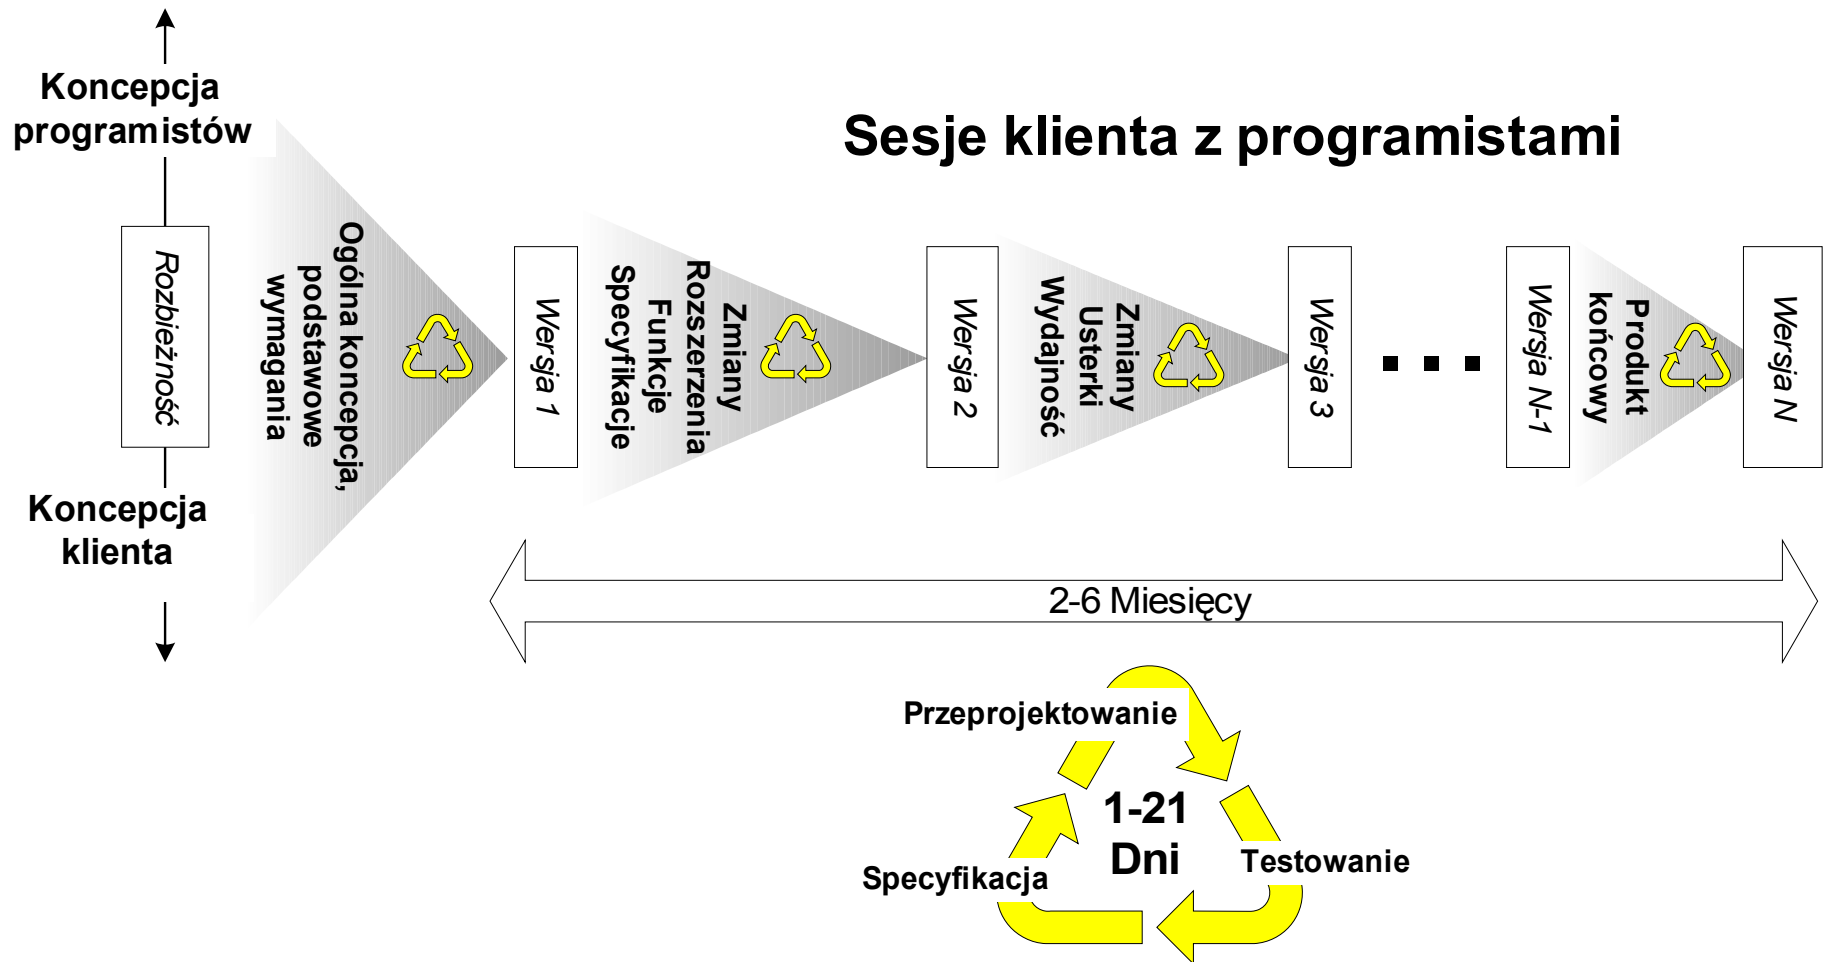 Koncepcja
programistów
Sesje klienta z programistami
Rozbieżność
Ogólna koncepcja,
podstawowe
wymagania
Wersja 1
Zmiany
Rozszerzenia
Funkcje
Specyfikacje
Wersja 2
Zmiany
Usterki
Wydajność
Wersja 3
Wersja N-1
Produkt
końcowy
Wersja N
Koncepcja
klienta
2-6 Miesięcy
Przeprojektowanie
1-21
Dni
Specyfikacja
Testowanie